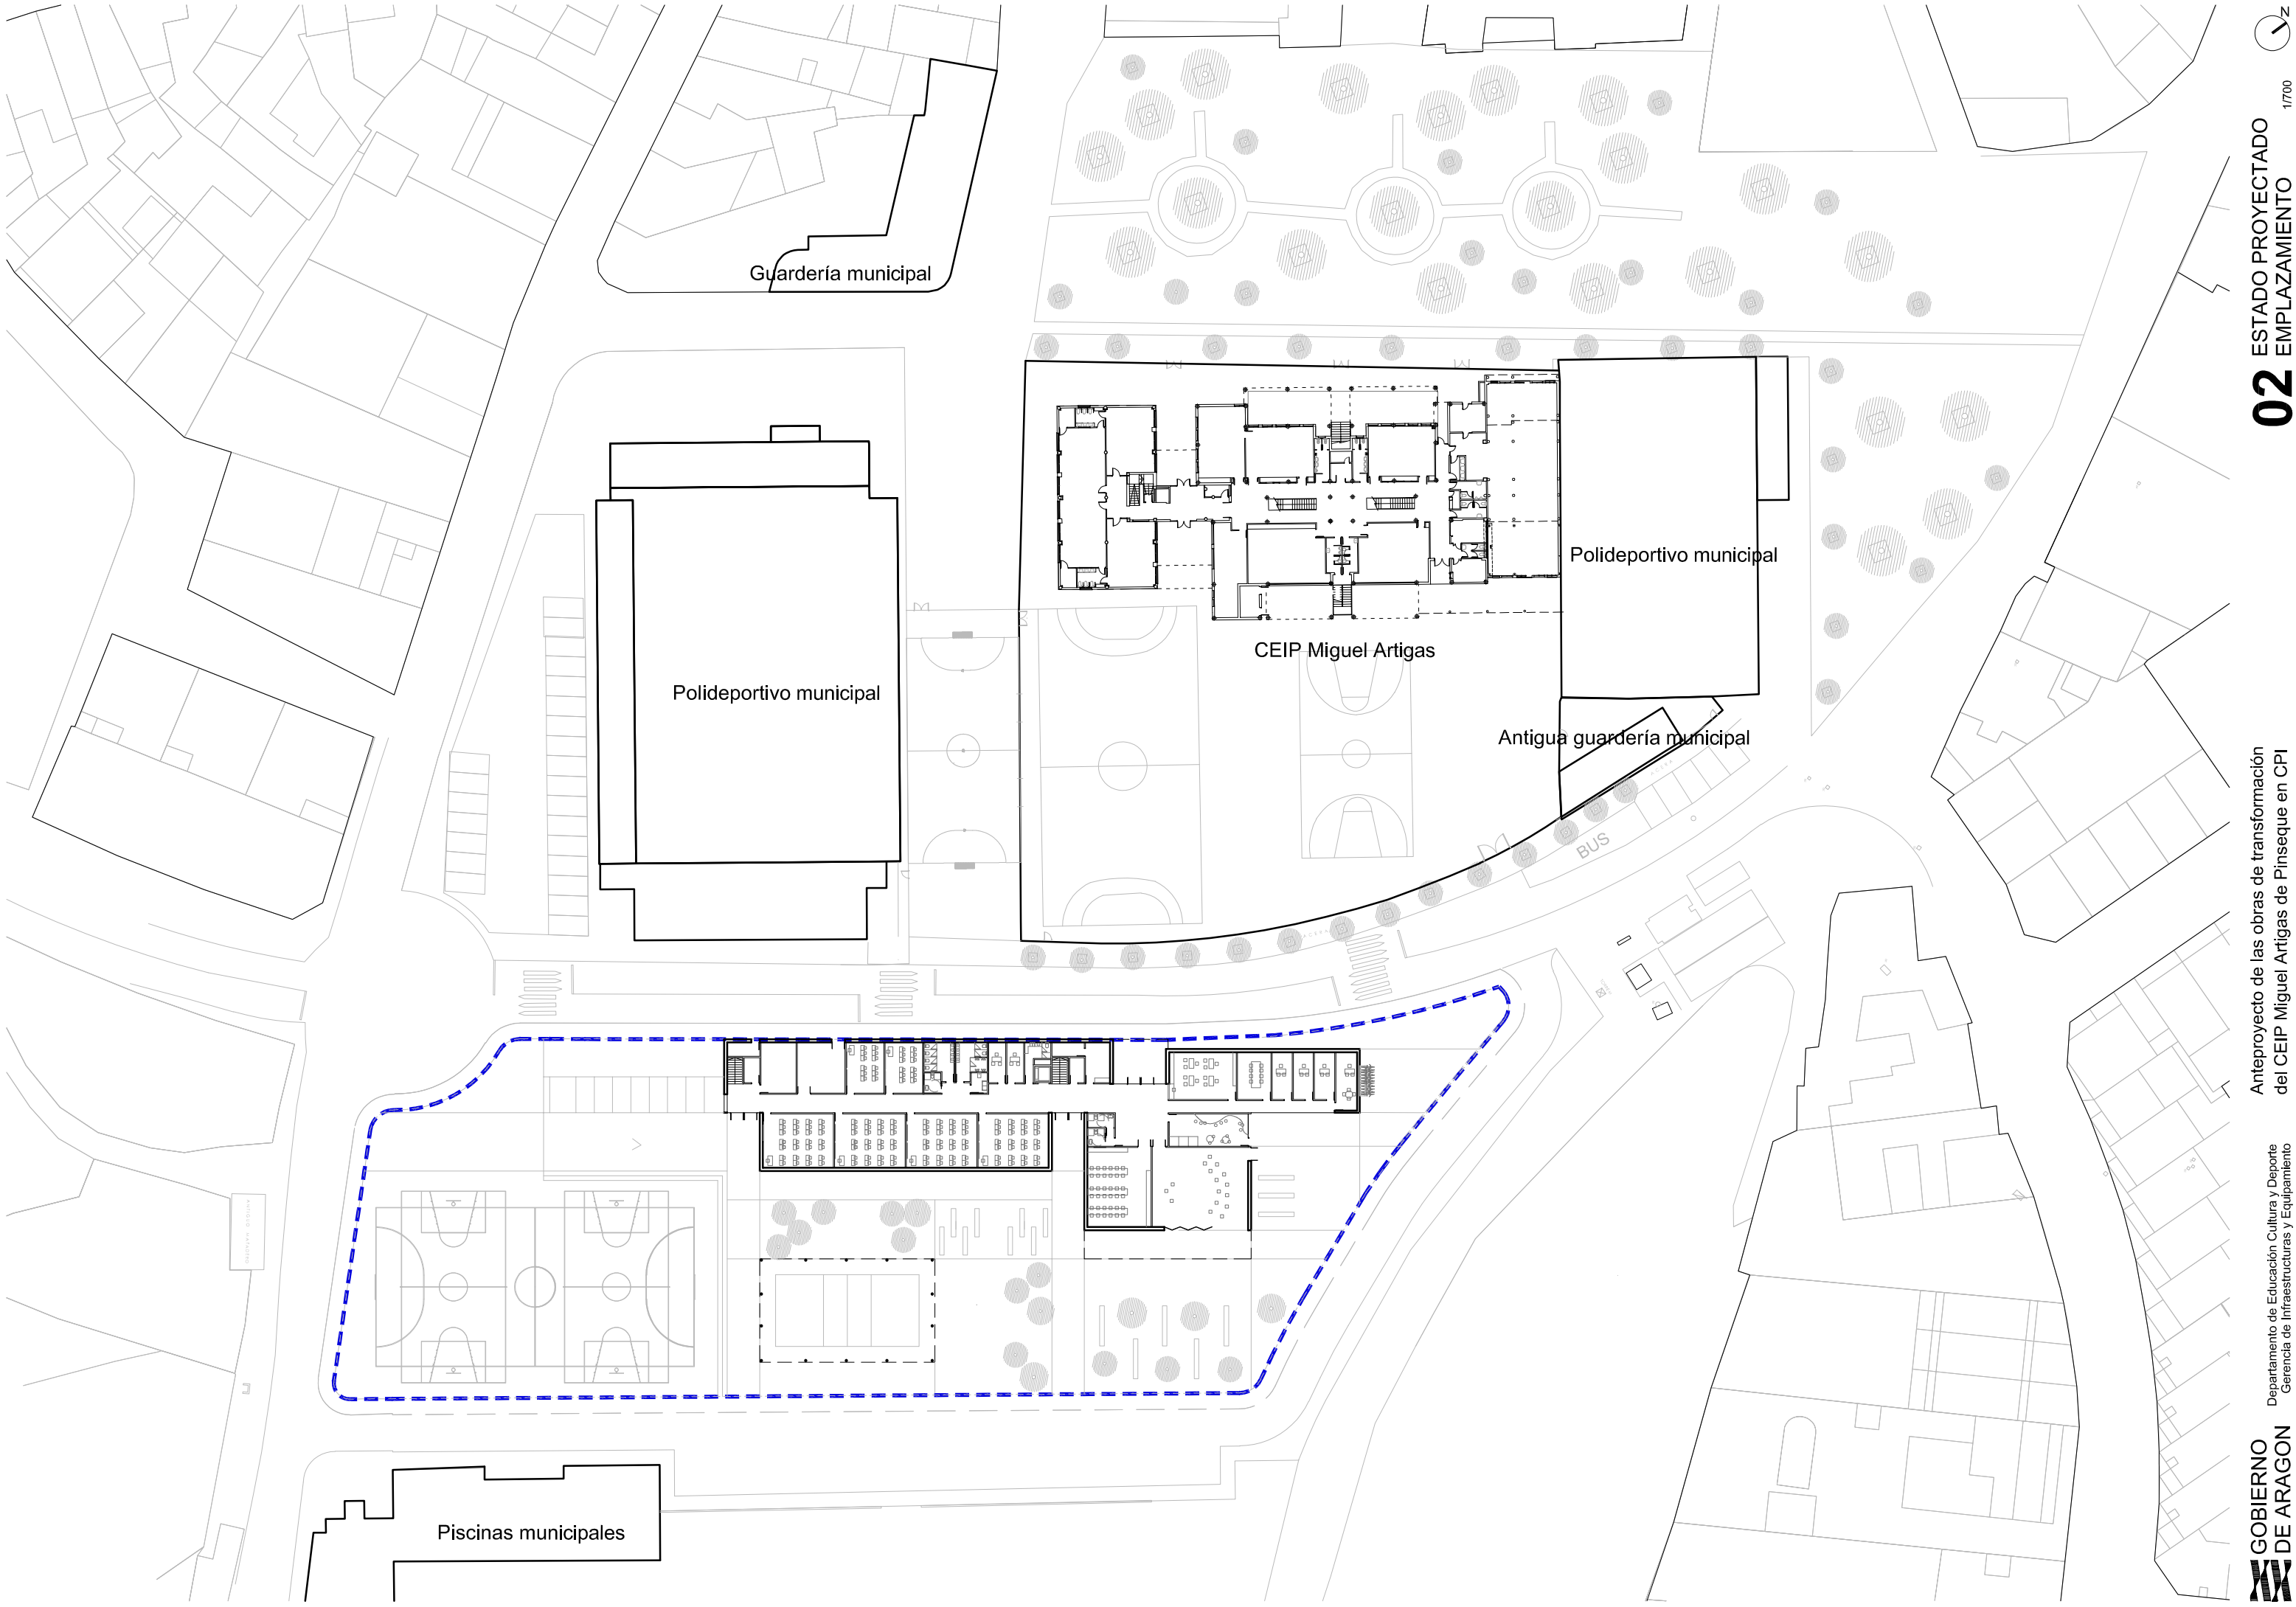 Guardería municipal
Polideportivo municipal
CEIP Miguel Artigas
Polideportivo municipal
Antigua guardería municipal
BUS
Piscinas municipales
N
1/700
02 ESTADO PROYECTADO
EMPLAZAMIENTO
Anteproyecto de las obras de transformación
del CEIP Miguel Artigas de Pinseque en CPI
Departamento de Educación Cultura y Deporte
Gerencia de Infraestructuras y Equipamiento
GOBIERNO
DE ARAGON